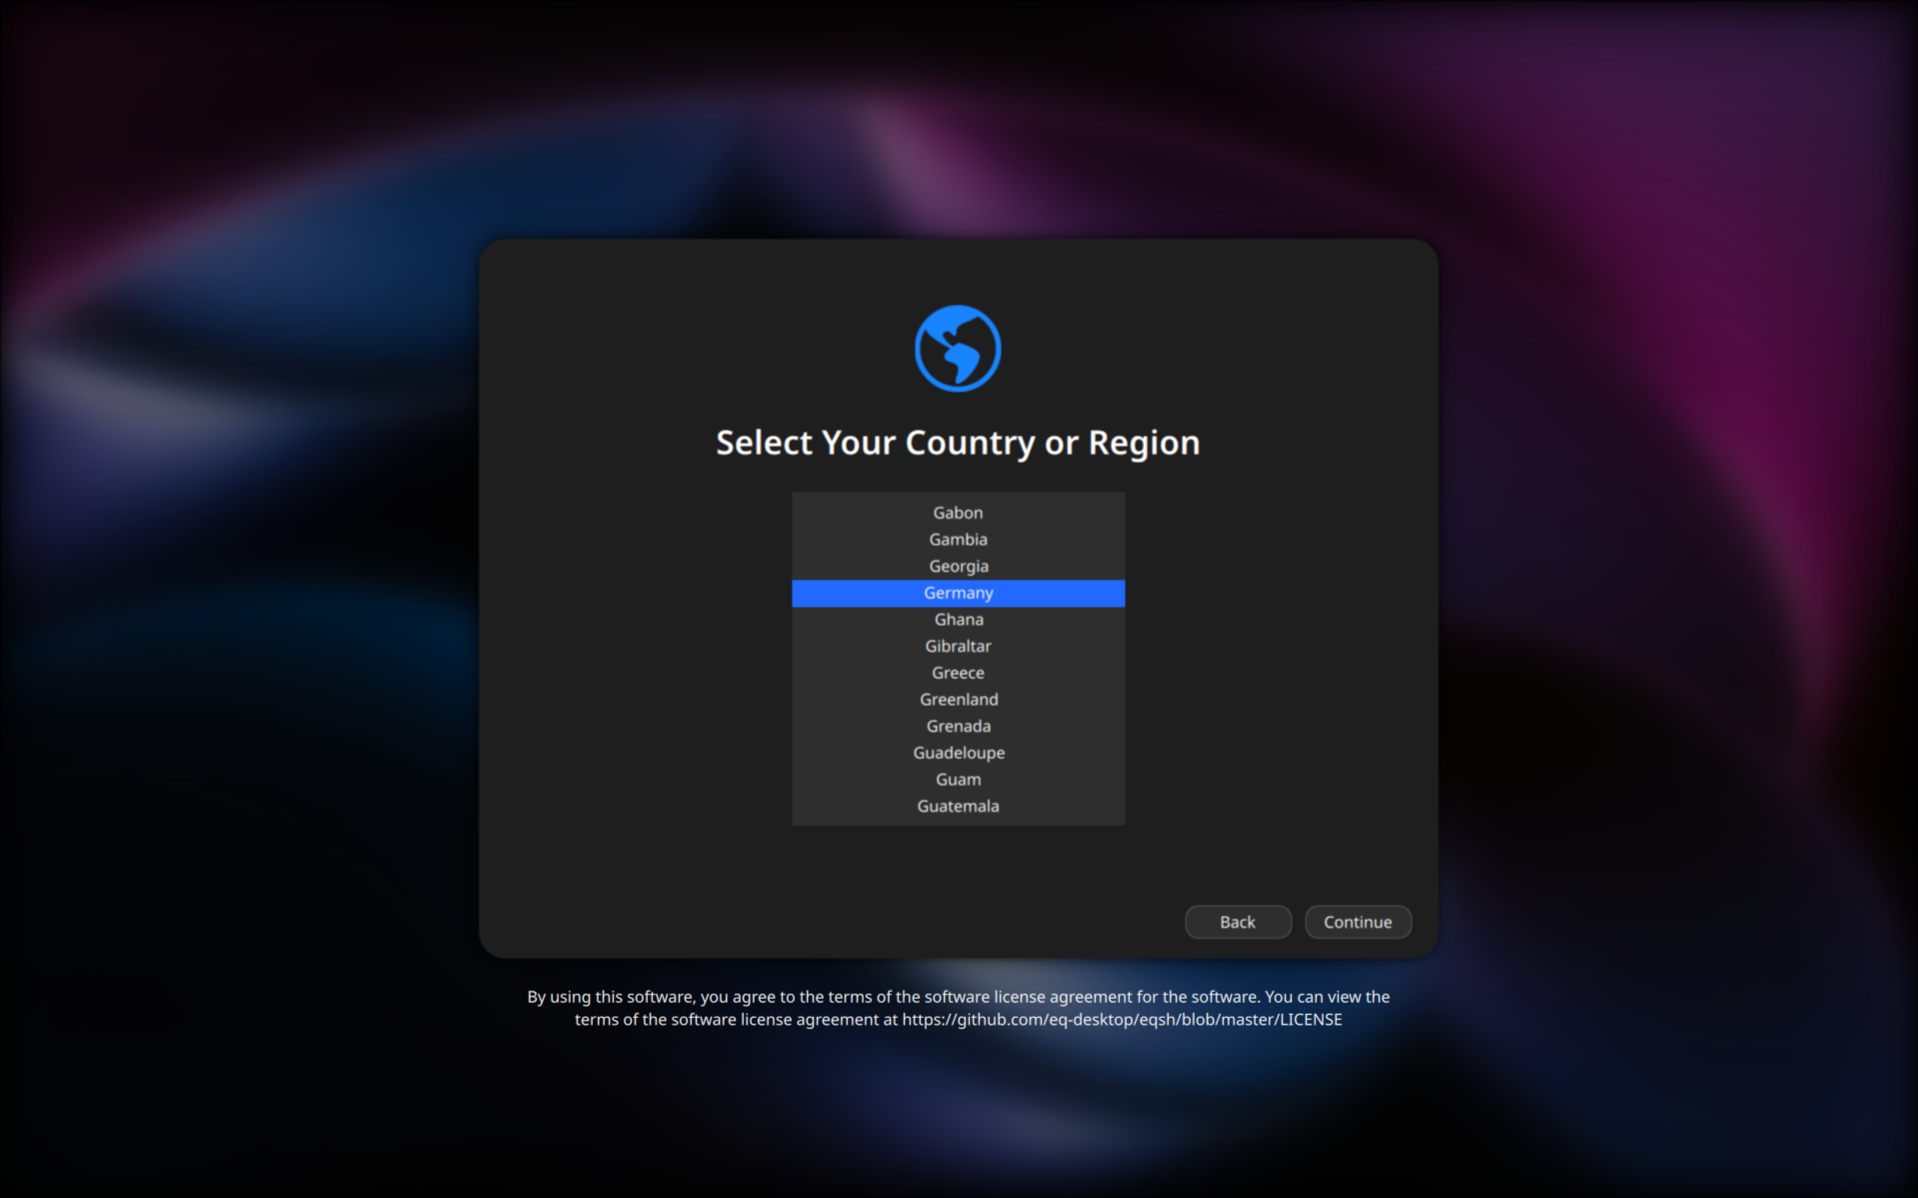 Select Your Country or Region
Gabon
Gambia
Georgia
Germany
Ghana
Gibraltar
Greece
Greenland
Grenada
Guadeloupe
Guam
Guatemala
Back
Continue
By using this software, you agree to the terms of the software license agreement for the software. You can view the
terms of the software license agreement at https://github.com/eq-desktop/eqsh/blob/master/LICENSE